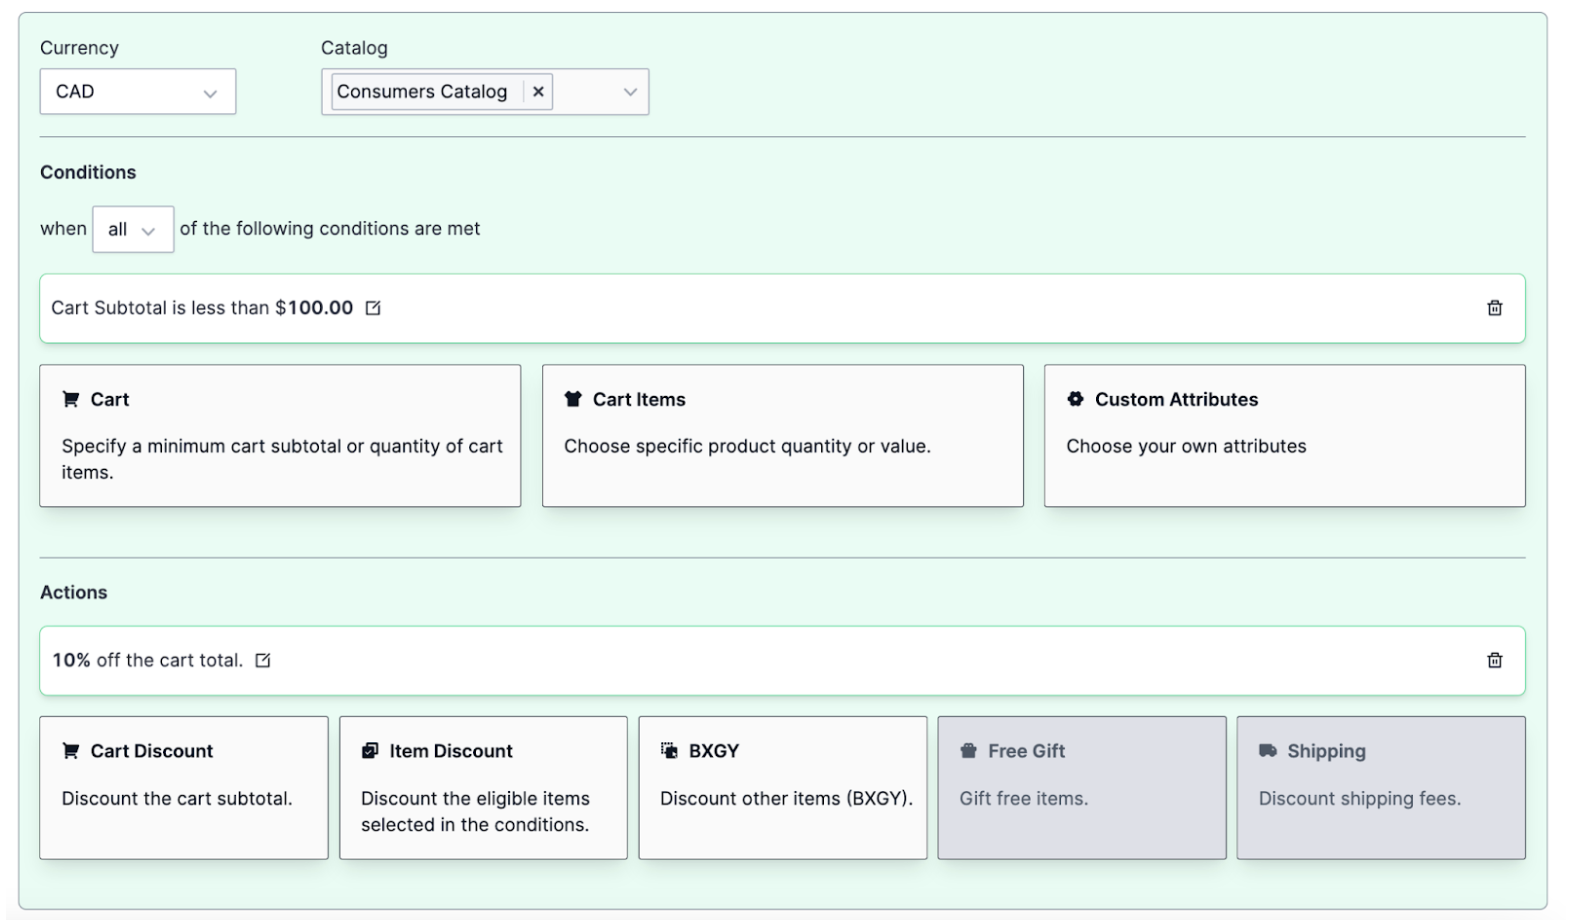 Currency
Catalog
CAD
Consumers Catalog
Conditions
when all of the following conditions are met
Cart Subtotal is less than $100.00
Cart
Specify a minimum cart subtotal or quantity of cart
items.
Cart Items
Choose specific product quantity or value.
Custom Attributes
Choose your own attributes
Actions
10% off the cart total.
Cart Discount
Discount the cart subtotal.
Item Discount
Discount the eligible items
selected in the conditions.
BXGY
Discount other items (BXGY).
Free Gift
Gift free items.
Shipping
Discount shipping fees.